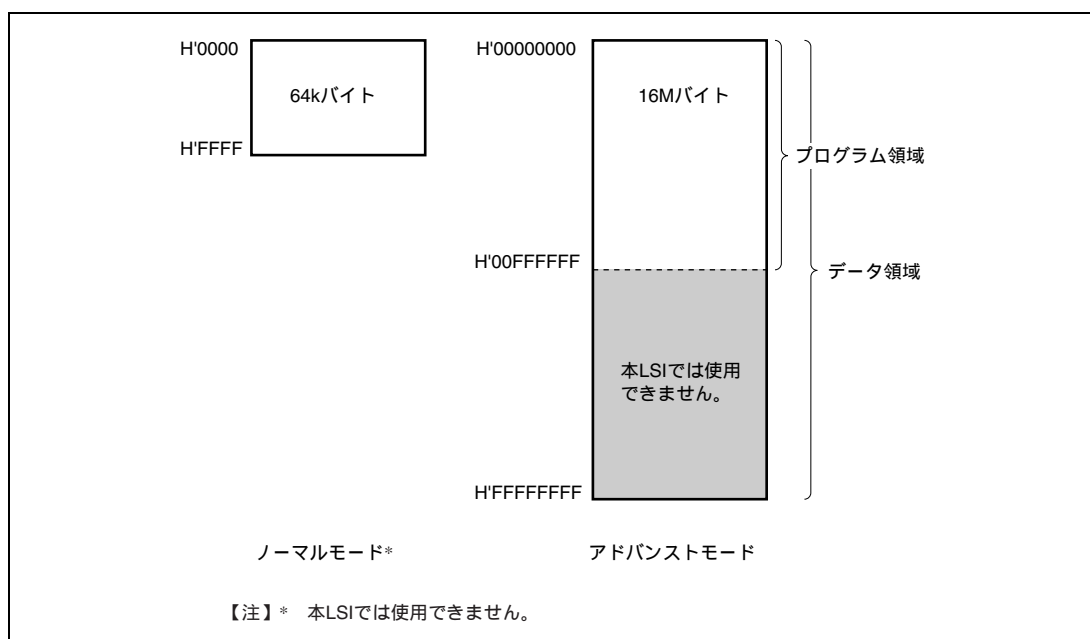 H'0000
64kバイト
H'FFFF
H'00000000
16Mバイト
プログラム領域
H'00FFFFFF
データ領域
本LSIでは使用
できません。
H'FFFFFFFF
ノーマルモード*
アドバンストモード
【注】* 本LSIでは使用できません。